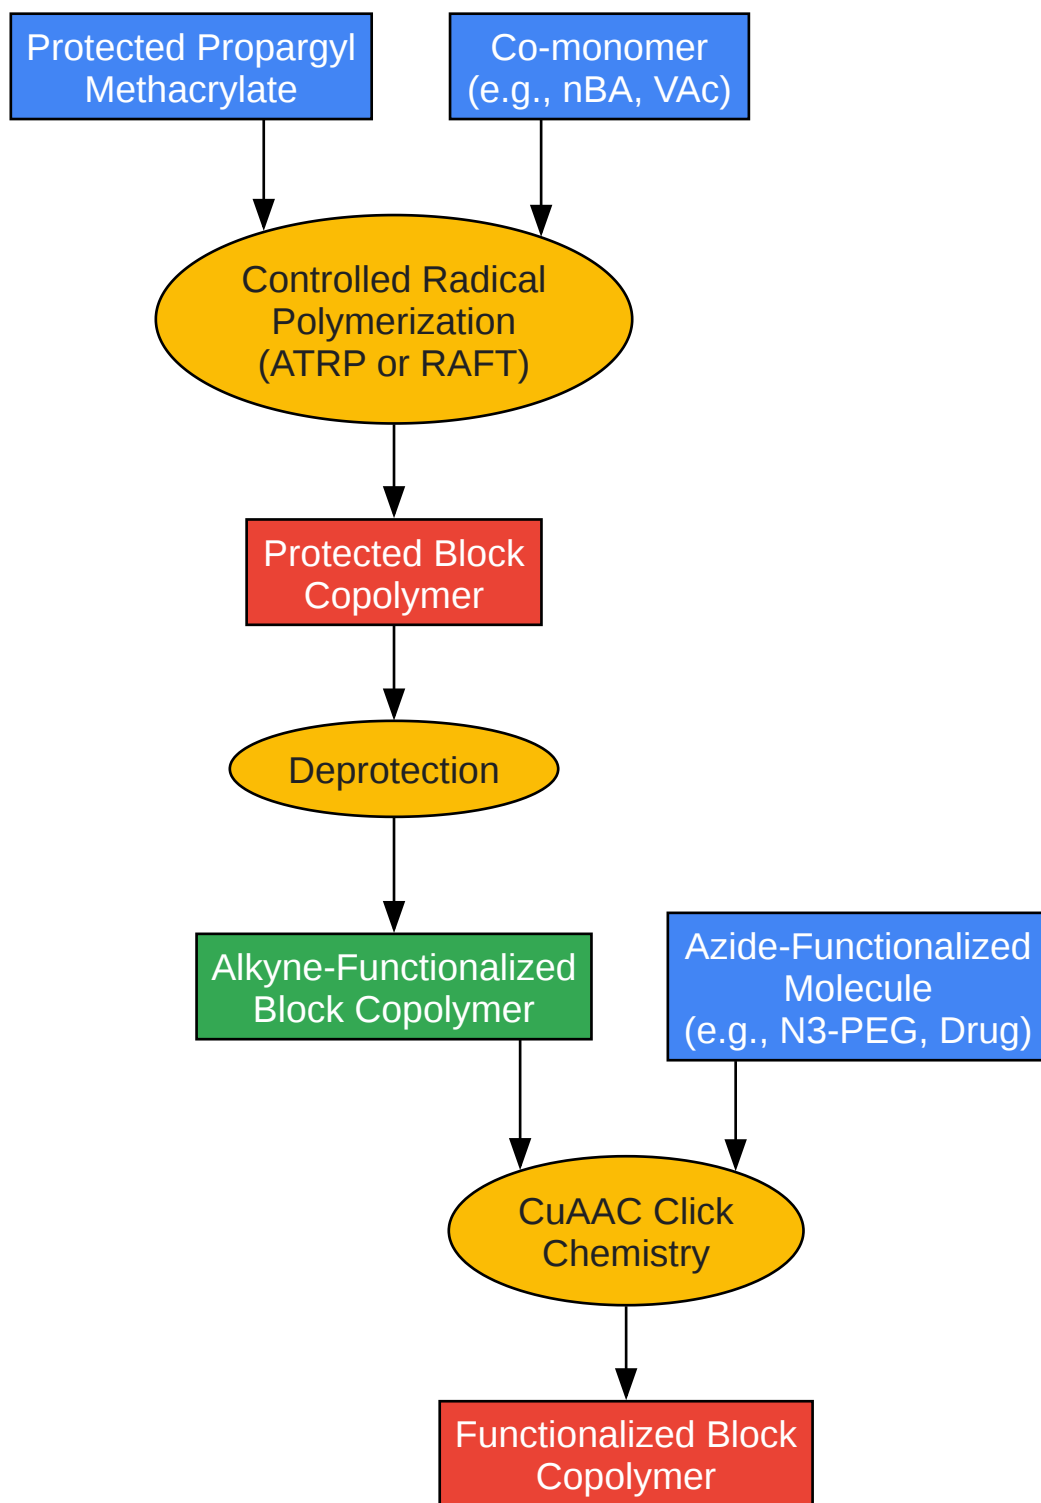 Protected Propargyl
Methacrylate
Co-monomer
(e.g., nBA, VAc)
Controlled Radical
Polymerization
(ATRP or RAFT)
Protected Block
Copolymer
Deprotection
Alkyne-Functionalized
Block Copolymer
Azide-Functionalized
Molecule
(e.g., N3-PEG, Drug)
CuAAC Click
Chemistry
Functionalized Block
Copolymer